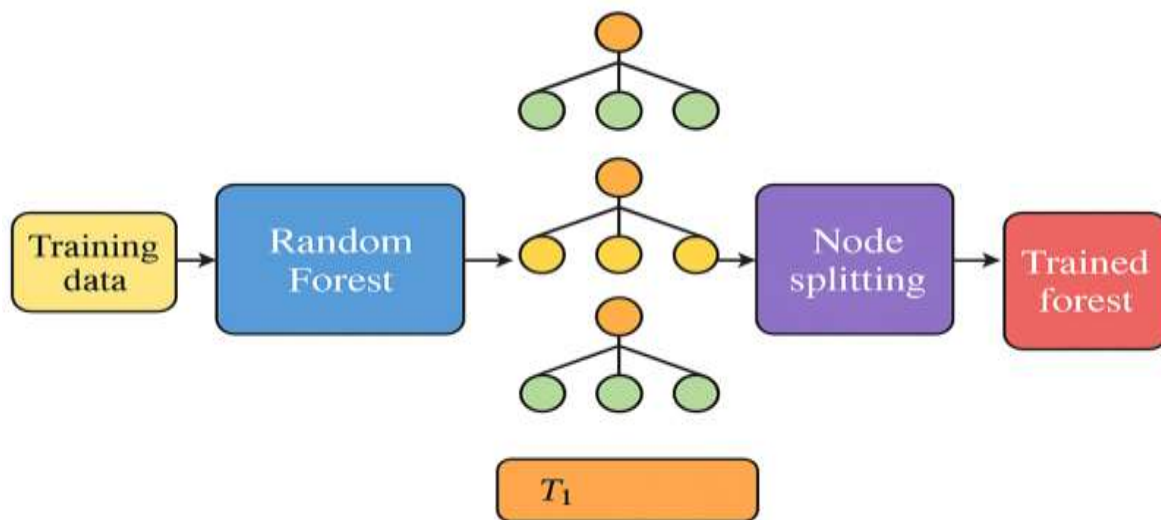 Training
data
Random
Forest
Node
splitting
Trained
forest
T₁